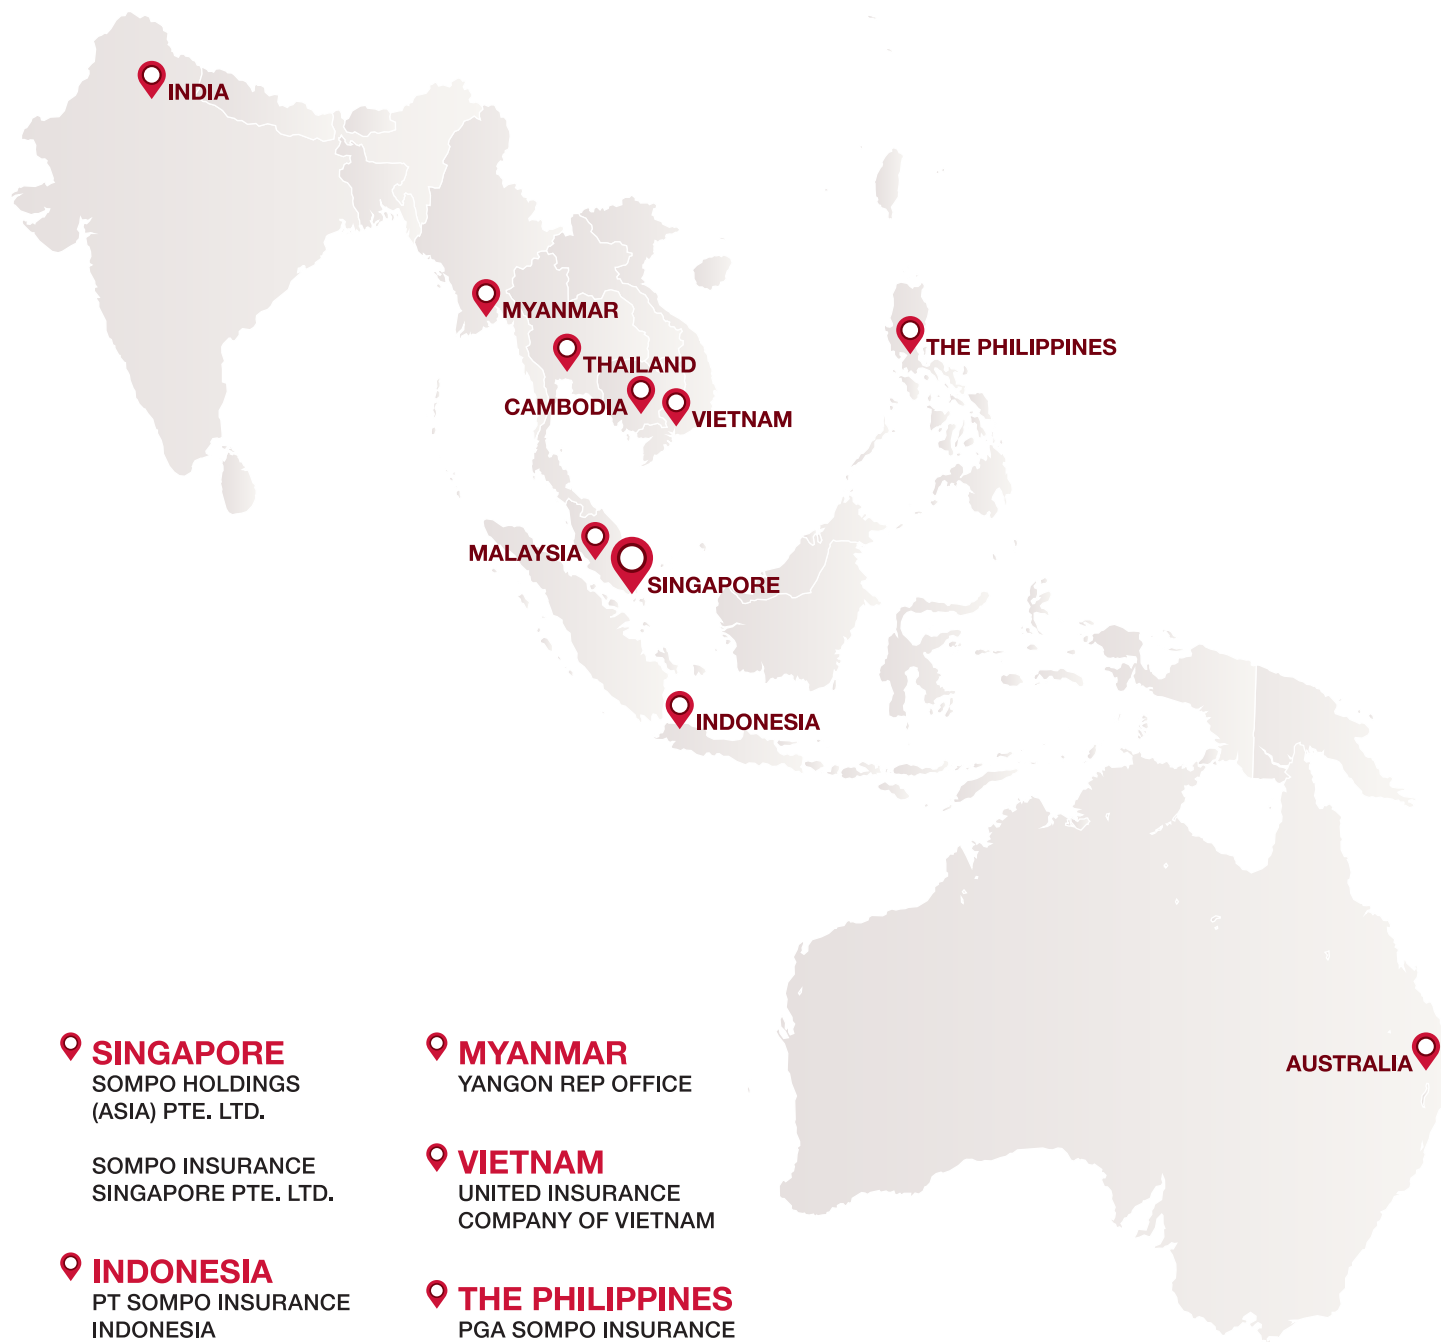 INDIA
MYANMAR
THE PHILIPPINES
THAILAND
CAMBODIA
VIETNAM
MALAYSIA
SINGAPORE
INDONESIA
AUSTRALIA
SINGAPORE
SOMPO HOLDINGS
(ASIA) PTE. LTD.
SOMPO INSURANCE
SINGAPORE PTE. LTD.
INDONESIA
PT SOMPO INSURANCE
INDONESIA
MYANMAR
YANGON REP OFFICE
VIETNAM
UNITED INSURANCE
COMPANY OF VIETNAM
THE PHILIPPINES
PGA SOMPO INSURANCE